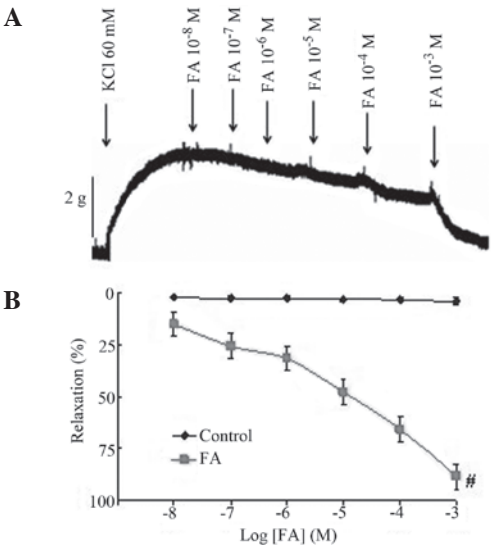 A
KCl 60 mM
FA 10-8 M
FA 10-7 M
FA 10-6 M
FA 10-5 M
FA 10-4 M
FA 10-3 M
2 g
B
Relaxation (%)
0
25
50
75
100
Control
FA
#
-8 -7 -6 -5 -4 -3
Log [FA] (M)